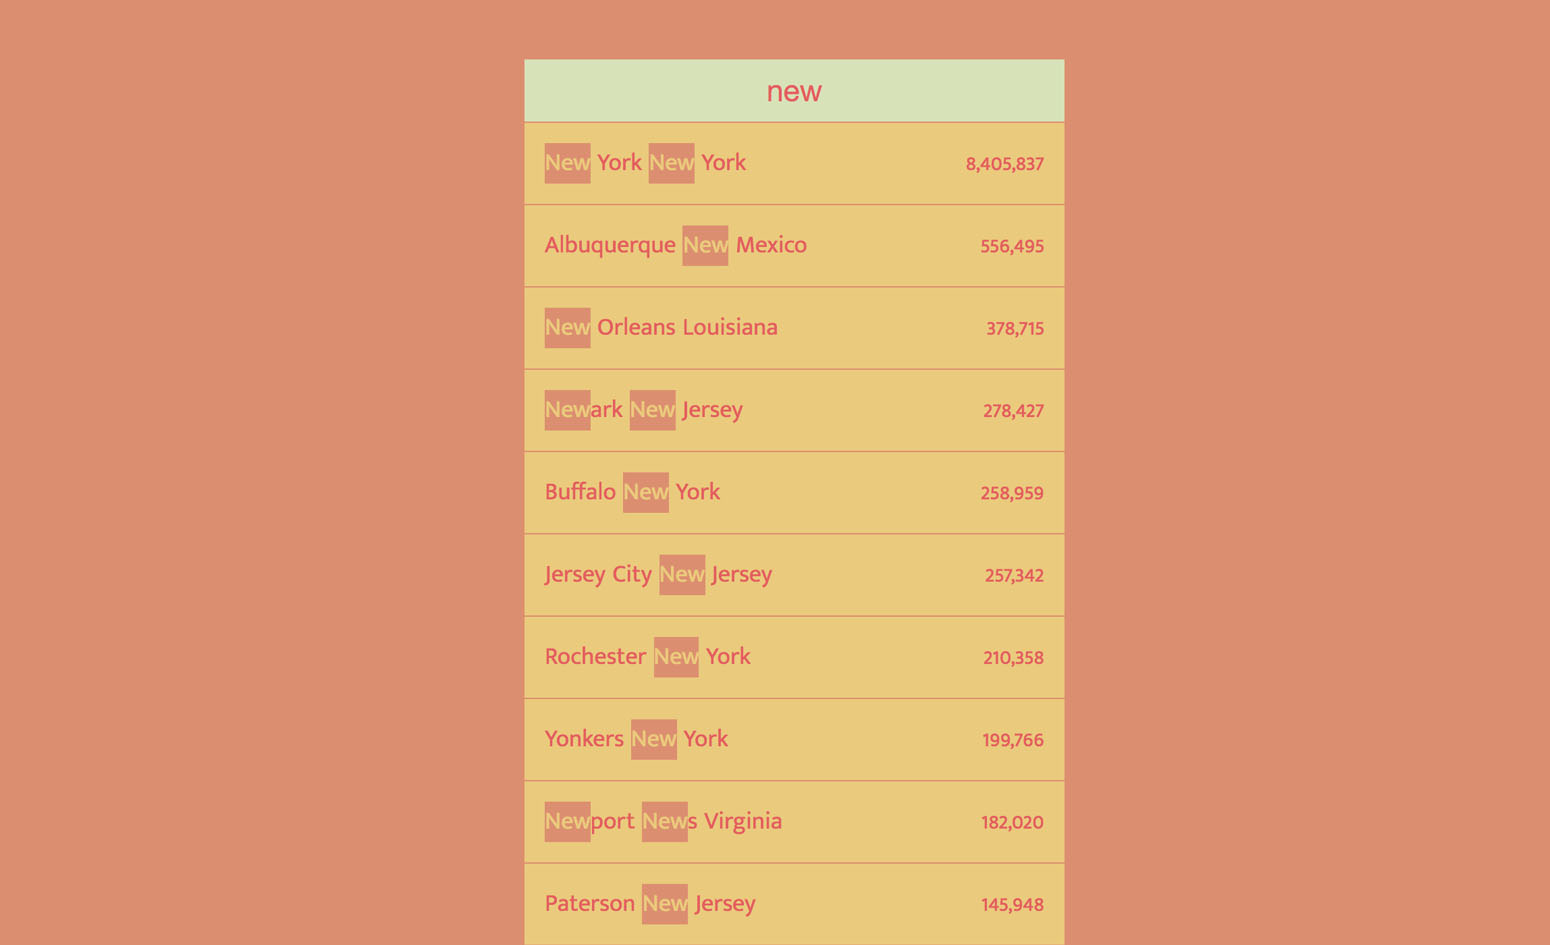 new
New York New York 8,405,837
Albuquerque New Mexico 556,495
New Orleans Louisiana 378,715
Newark New Jersey 278,427
Buffalo New York 258,959
Jersey City New Jersey 257,342
Rochester New York 210,358
Yonkers New York 199,766
Newport News Virginia 182,020
Paterson New Jersey 145,948